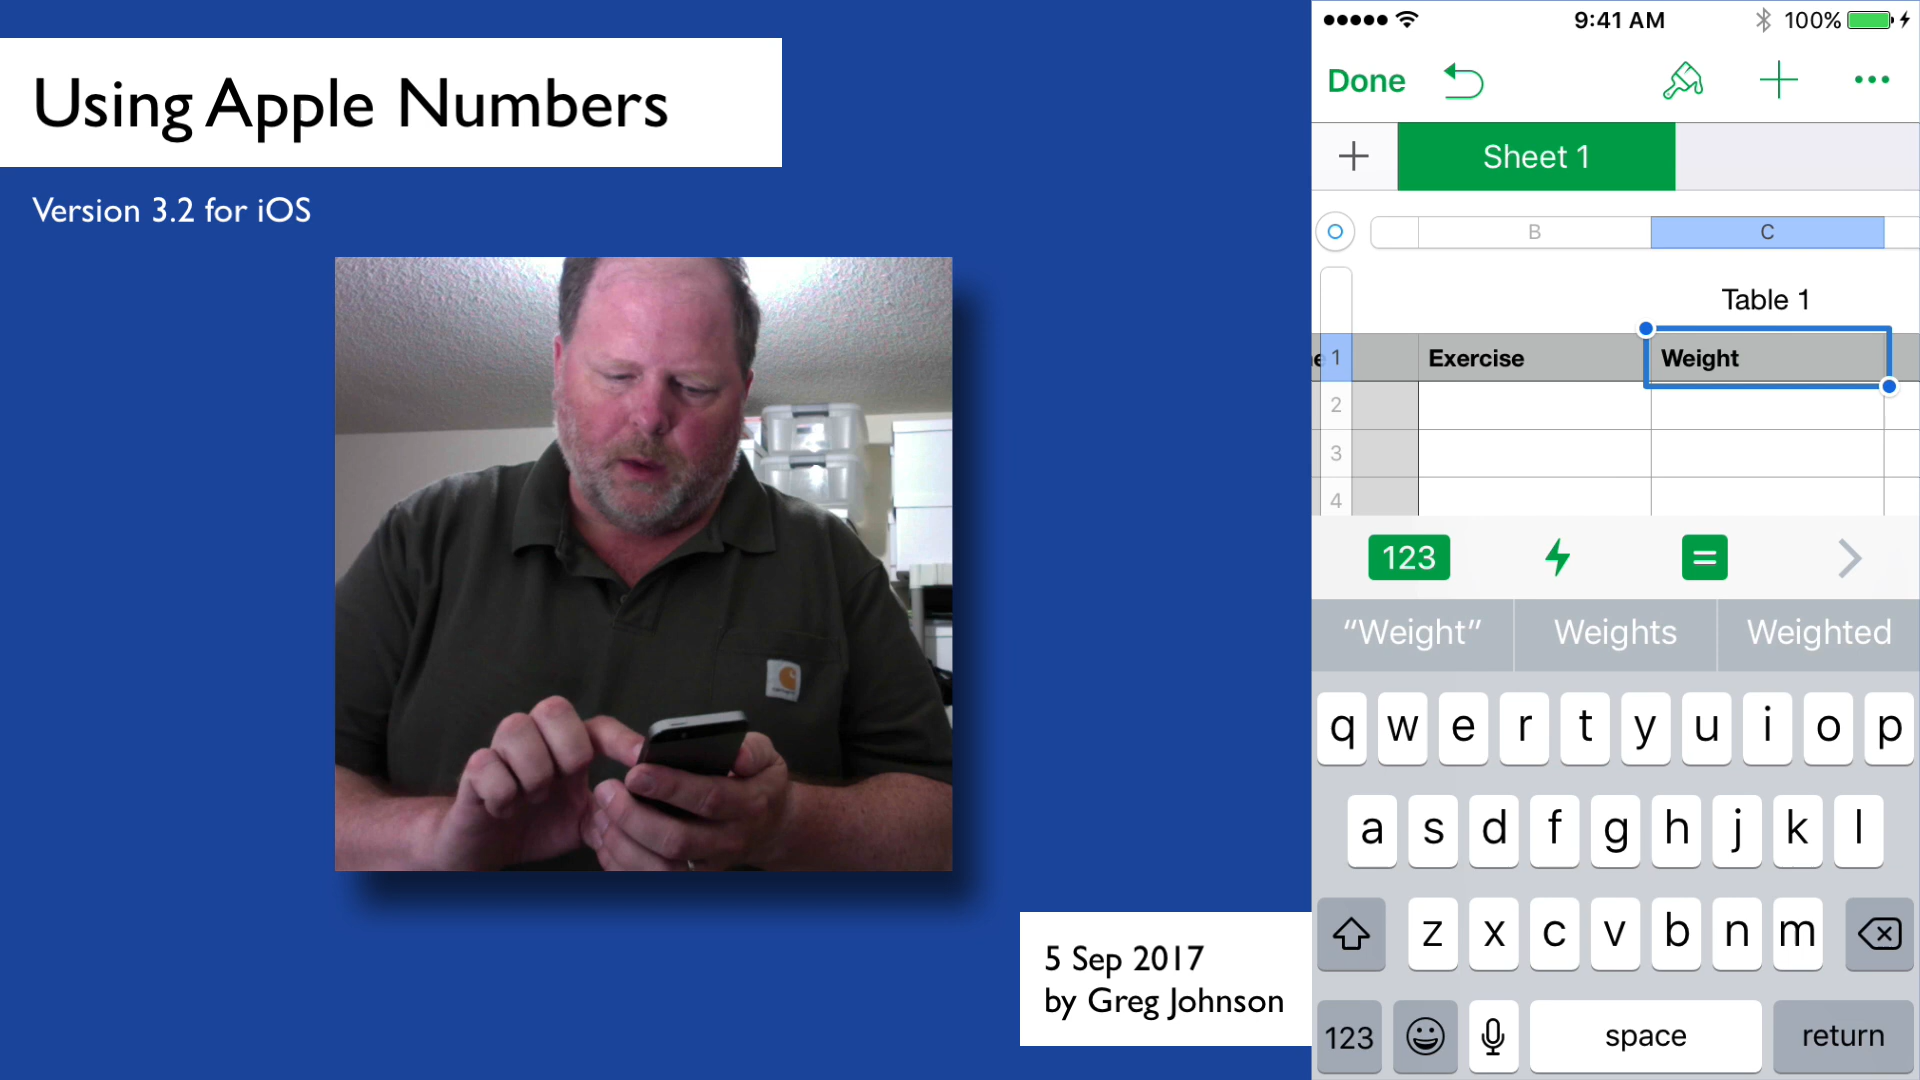 Using Apple Numbers
Version 3.2 for iOS
5 Sep 2017
by Greg Johnson
9:41 AM
100%
Done
Sheet 1
B
C
Table 1
1
Exercise
Weight
2
3
4
123
=
“Weight”
Weights
Weighted
q w e r t y u i o p
a s d f g h j k l
z x c v b n m
123
space
return